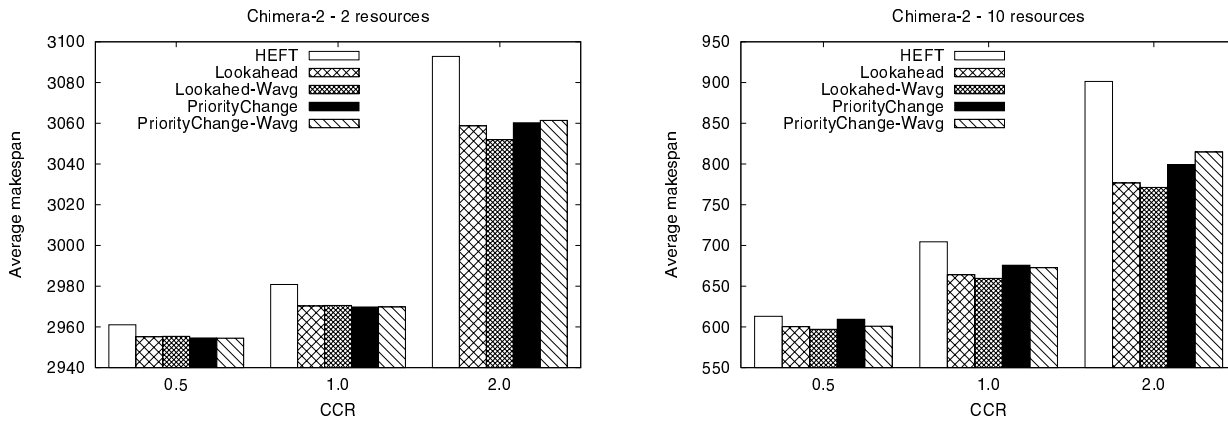 Chimera-2 - 2 resources
Average makespan
3100
3080
3060
3040
3020
3000
2980
2960
2940
HEFT
Lookahead
Lookahed-Wavg
PriorityChange
PriorityChange-Wavg
0.5 1.0 2.0
CCR
Chimera-2 - 10 resources
Average makespan
950
900
850
800
750
700
650
600
550
HEFT
Lookahead
Lookahed-Wavg
PriorityChange
PriorityChange-Wavg
0.5 1.0 2.0
CCR